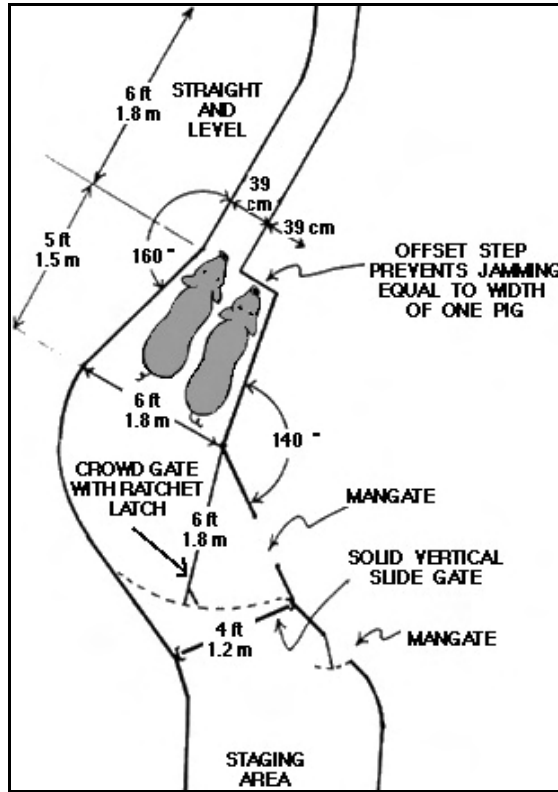 6 ft
1.8 m
STRAIGHT
AND
LEVEL
39
cm
39 cm
5 ft
1.5 m
160°
OFFSET STEP
PREVENTS JAMMING
EQUAL TO WIDTH
OF ONE PIG
6 ft
1.8 m
140°
CROWD GATE
WITH RATCHET
LATCH
6 ft
1.8 m
MANGATE
SOLID VERTICAL
SLIDE GATE
4 ft
1.2 m
MANGATE
STAGING
AREA